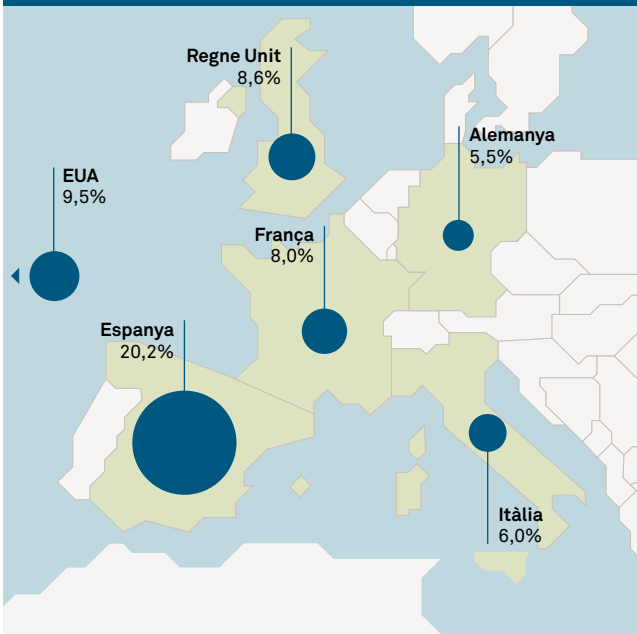 Regne Unit
8,6%
Alemanya
5,5%
EUA
9,5%
França
8,0%
Espanya
20,2%
Itàlia
6,0%